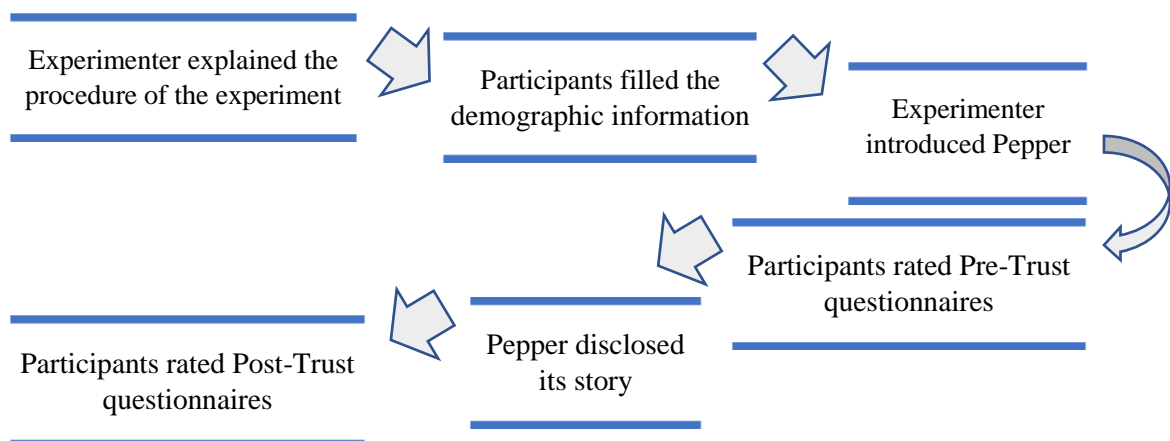 Experimenter explained the
procedure of the experiment
Participants filled the
demographic information
Experimenter
introduced Pepper
Participants rated Pre-Trust
questionnaires
Pepper disclosed
its story
Participants rated Post-Trust
questionnaires